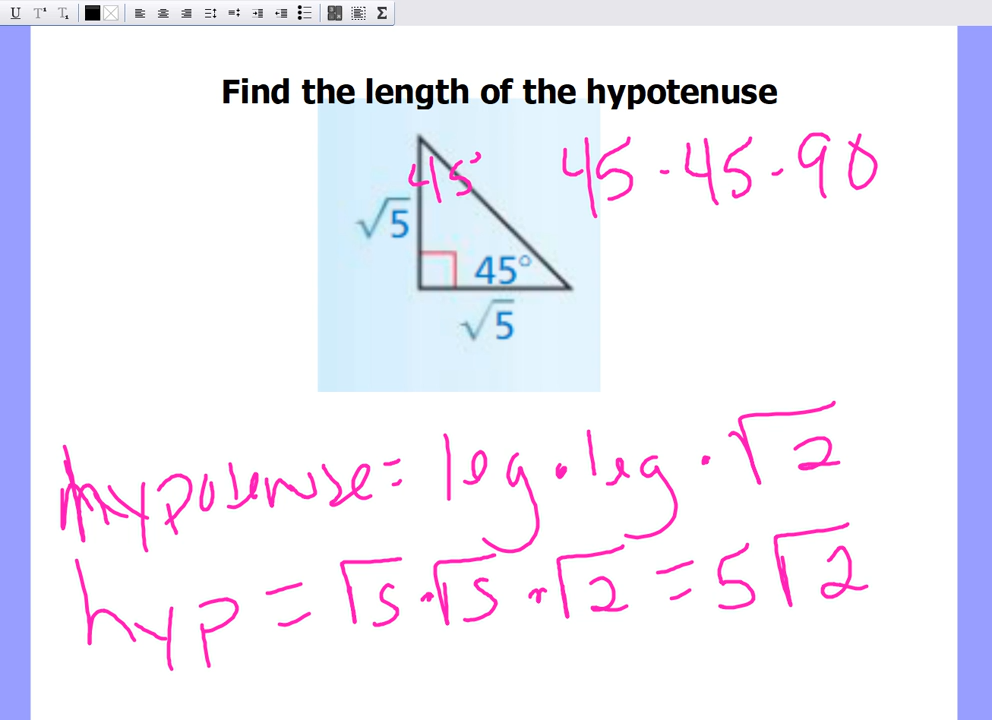 Find the length of the hypotenuse
45°
45 · 45 · 90
√5
45°
√5
hypotenuse = leg · leg · √2
hyp = √5 · √5 · √2 = 5√2